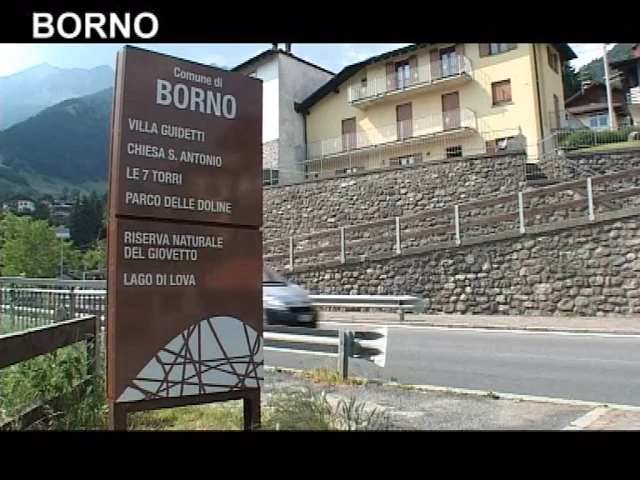 BORNO
Comune di
BORNO
VILLA GUIDETTI
CHIESA S. ANTONIO
LE 7 TORRI
PARCO DELLE DOLINE
RISERVA NATURALE
DEL GIOVETTO
LAGO DI LOVA